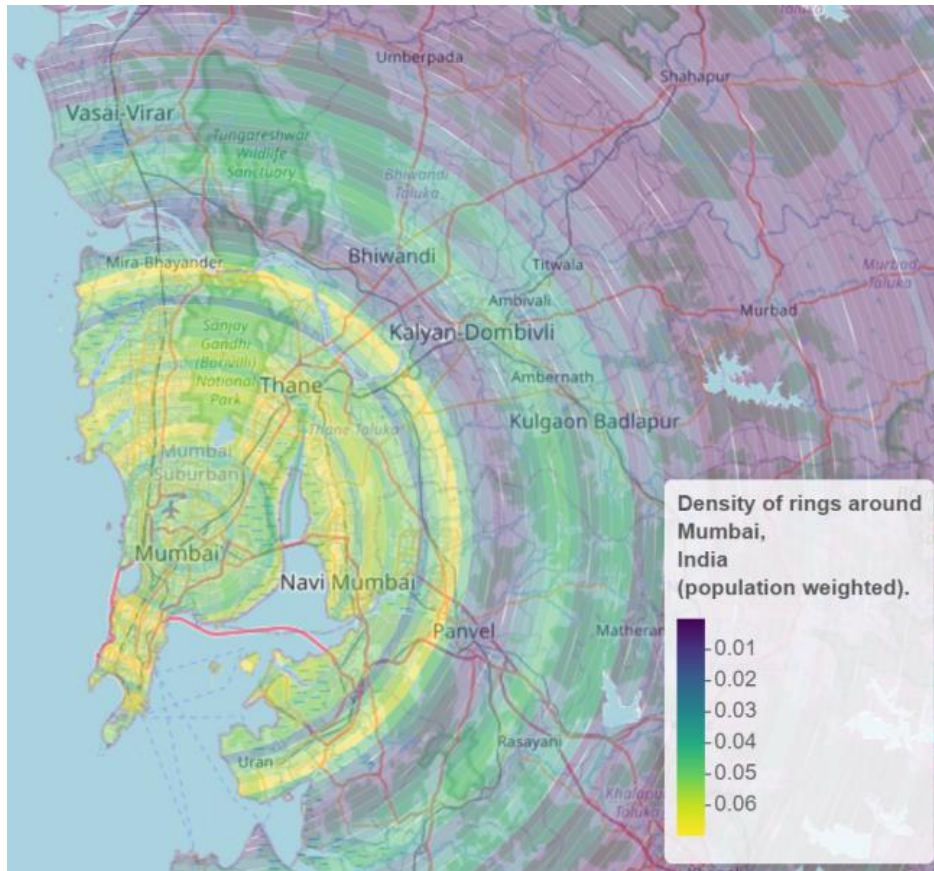 Taluka
Umberpada
Shahapur
Vasai-Virar
Tungareshwar
Wildlife
Sanctuary
Bhiwandi
Taluka
Bhiwandi
Mira-Bhayander
Titwala
Murbad
Taluka
Ambivali
Murbad
Sanjay
Gandhi
(Borivili)
National
Park
Kalyan-Dombivli
Thane
Ambernath
Thane Taluka
Kulgaon Badlapur
Mumbai
Suburban
Mumbai
Navi Mumbai
Panvel
Matheran
Uran
Rasayani
Taluka
Density of rings around
Mumbai,
India
(population weighted).
0.01
0.02
0.03
0.04
0.05
0.06